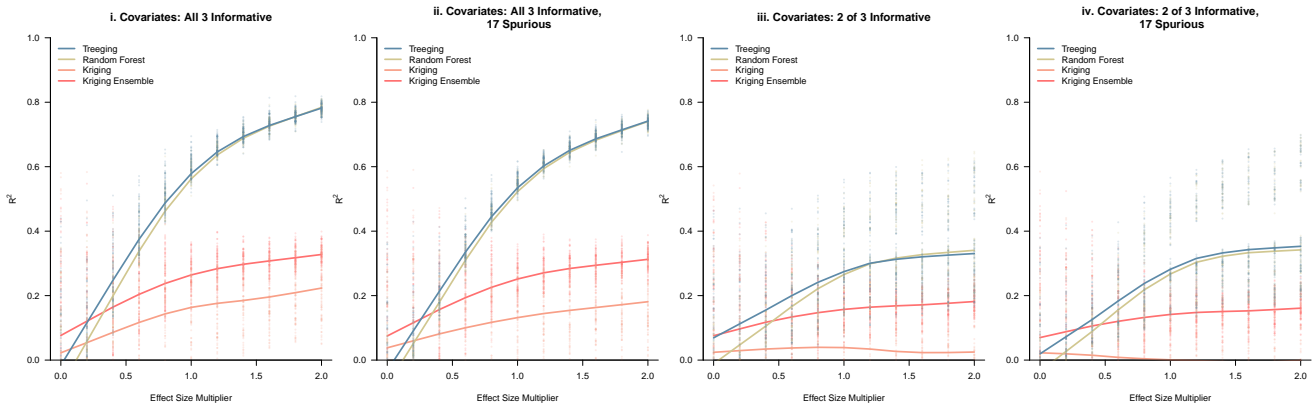 i. Covariates: All 3 Informative
Treeging
Random Forest
Kriging
Kriging Ensemble
R²
1.0
0.8
0.6
0.4
0.2
0.0
0.0 0.5 1.0 1.5 2.0
Effect Size Multiplier
ii. Covariates: All 3 Informative,
17 Spurious
Treeging
Random Forest
Kriging
Kriging Ensemble
R²
1.0
0.8
0.6
0.4
0.2
0.0
0.0 0.5 1.0 1.5 2.0
Effect Size Multiplier
iii. Covariates: 2 of 3 Informative
Treeging
Random Forest
Kriging
Kriging Ensemble
R²
1.0
0.8
0.6
0.4
0.2
0.0
0.0 0.5 1.0 1.5 2.0
Effect Size Multiplier
iv. Covariates: 2 of 3 Informative,
17 Spurious
Treeging
Random Forest
Kriging
Kriging Ensemble
R²
1.0
0.8
0.6
0.4
0.2
0.0
0.0 0.5 1.0 1.5 2.0
Effect Size Multiplier